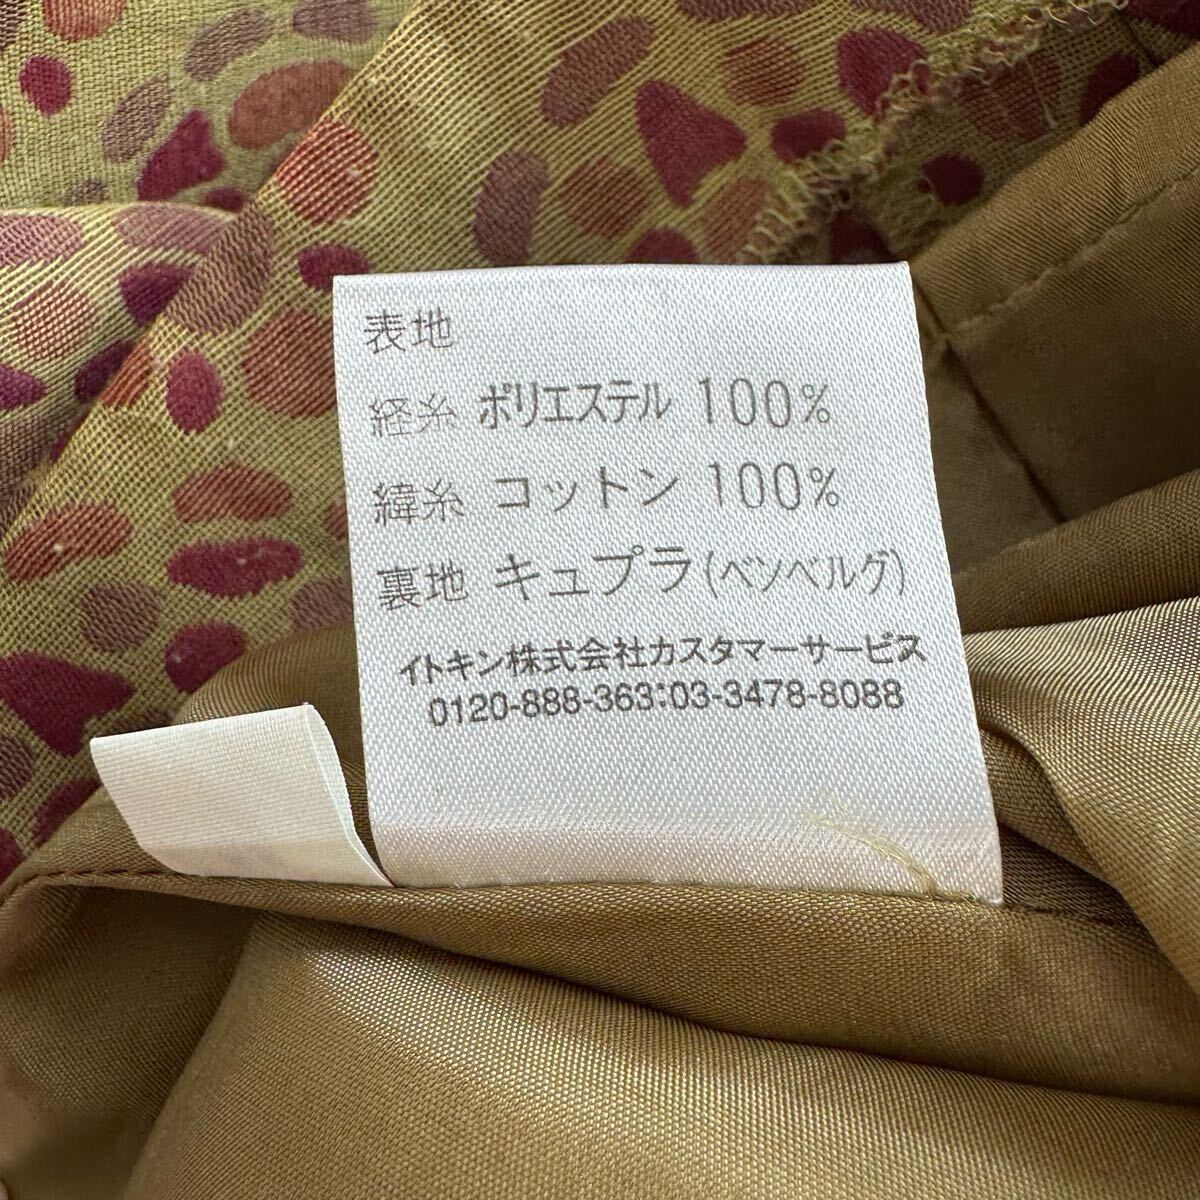 表地
経糸 ポリエステル 100%
緯糸 コットン 100%
裏地 キュプラ(ベンベルグ)
イトキン株式会社カスタマーサービス
0120-888-363:03-3478-8088